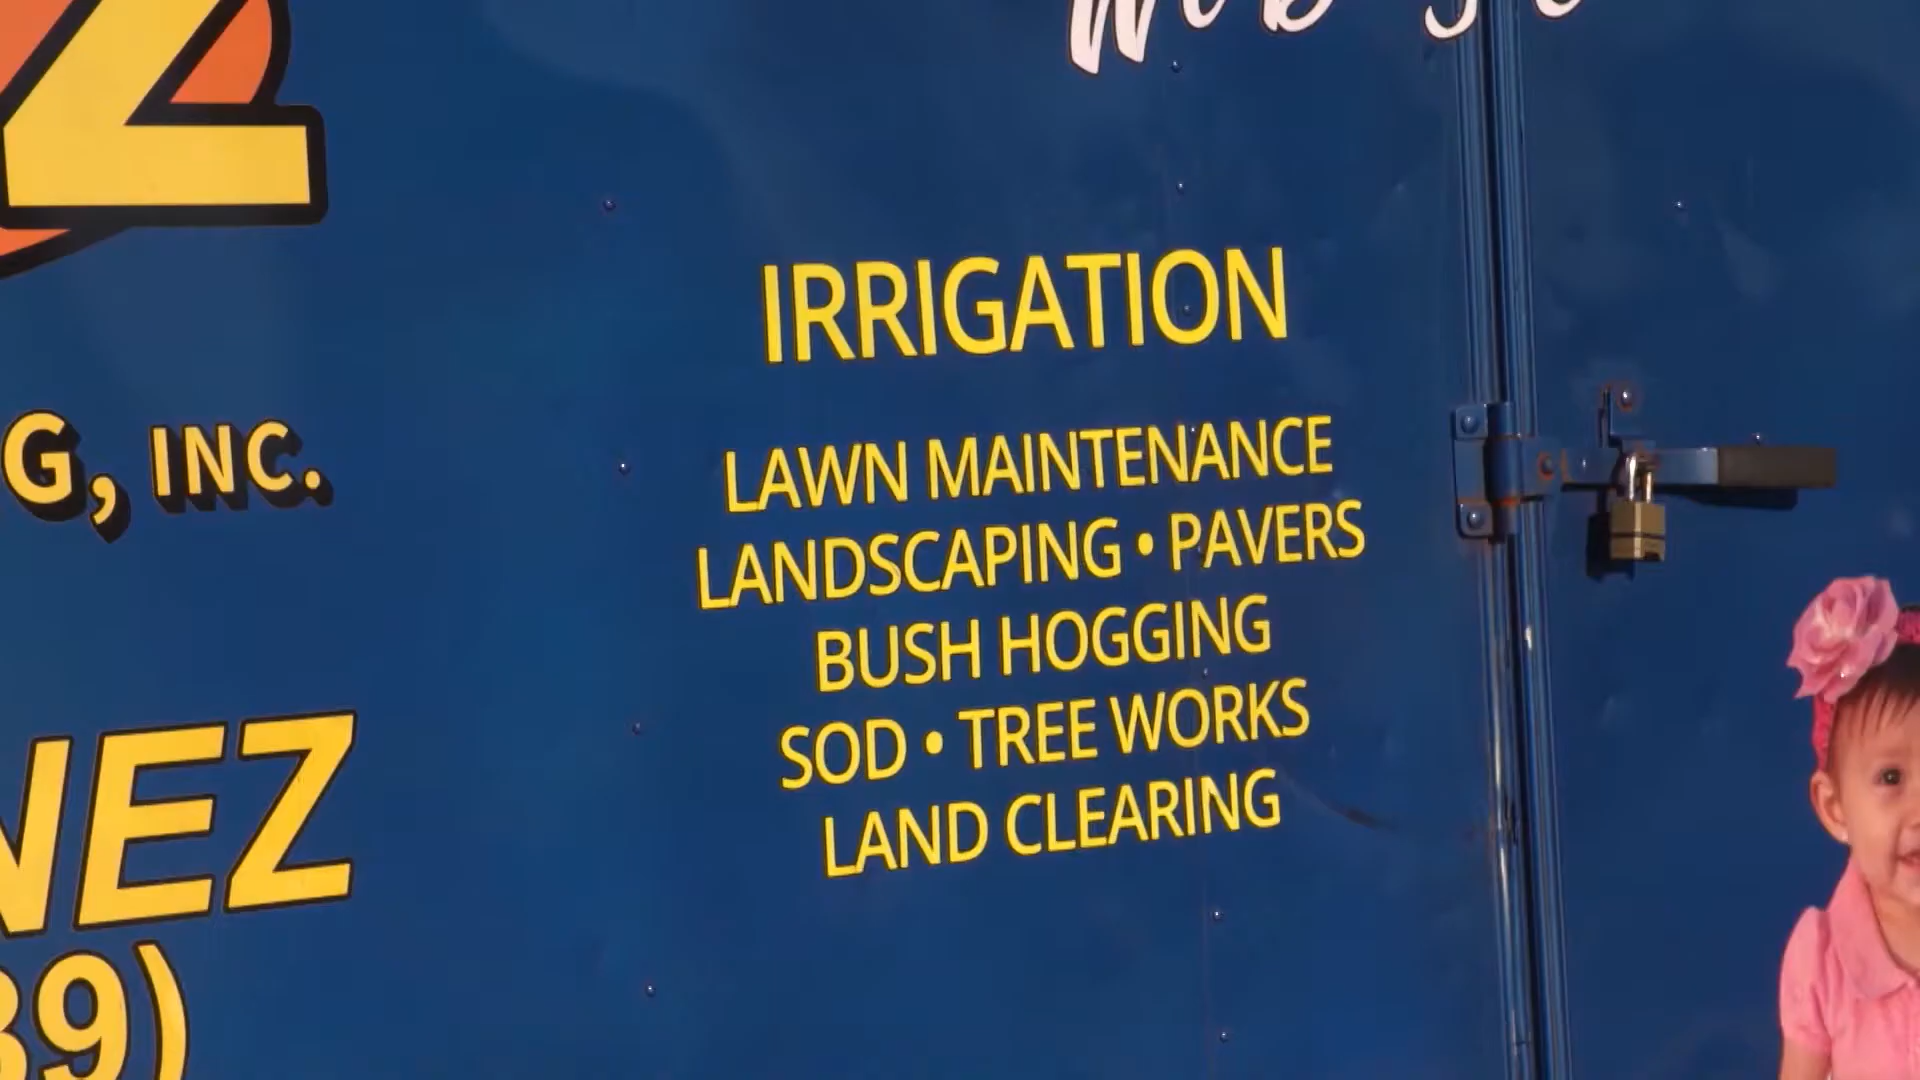 Z
G, INC.
NEZ
39)
IRRIGATION
LAWN MAINTENANCE
LANDSCAPING • PAVERS
BUSH HOGGING
SOD • TREE WORKS
LAND CLEARING